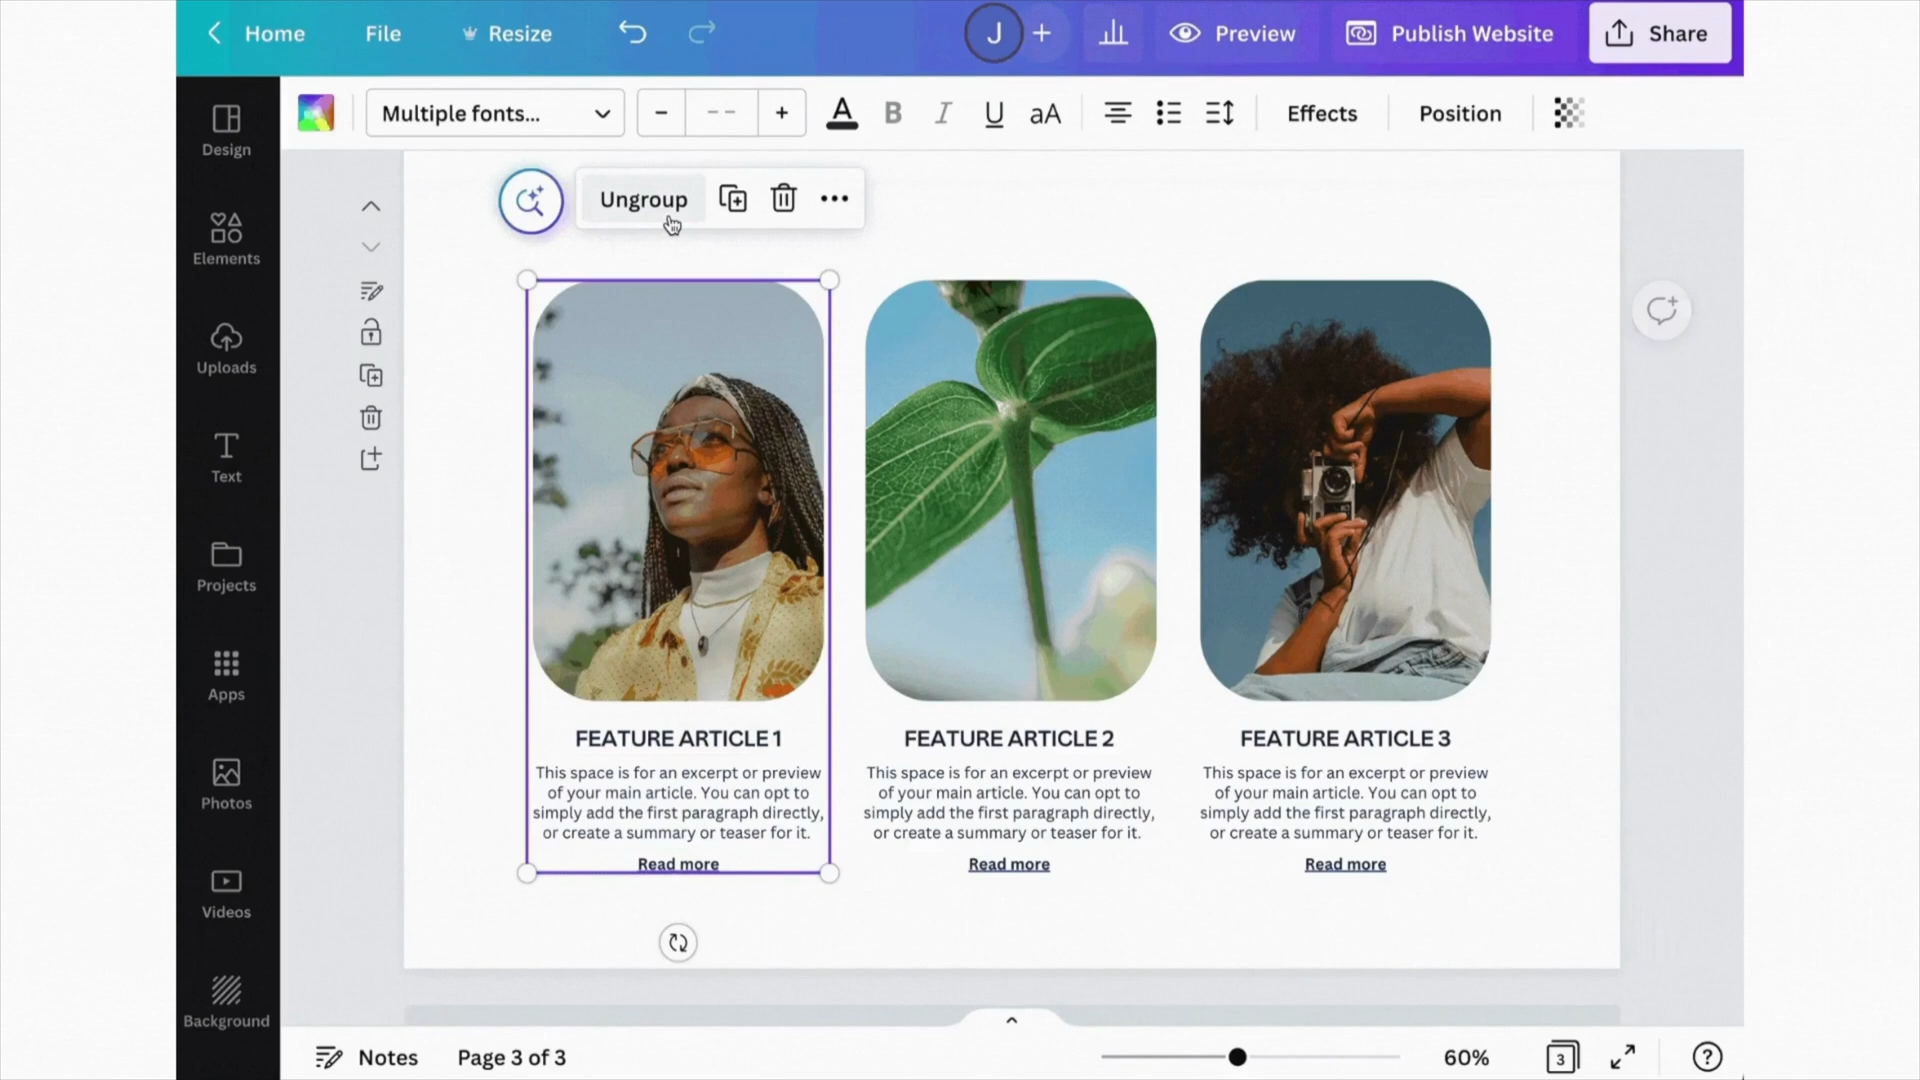 Home File Resize J + Preview Publish Website Share
Multiple fonts... − -- + A B I U aA Effects Position
Design
Elements
Uploads
Text
Projects
Apps
Photos
Videos
Background
Ungroup
FEATURE ARTICLE 1
This space is for an excerpt or preview
of your main article. You can opt to
simply add the first paragraph directly,
or create a summary or teaser for it.
Read more
FEATURE ARTICLE 2
This space is for an excerpt or preview
of your main article. You can opt to
simply add the first paragraph directly,
or create a summary or teaser for it.
Read more
FEATURE ARTICLE 3
This space is for an excerpt or preview
of your main article. You can opt to
simply add the first paragraph directly,
or create a summary or teaser for it.
Read more
Notes Page 3 of 3 60% 3 ?